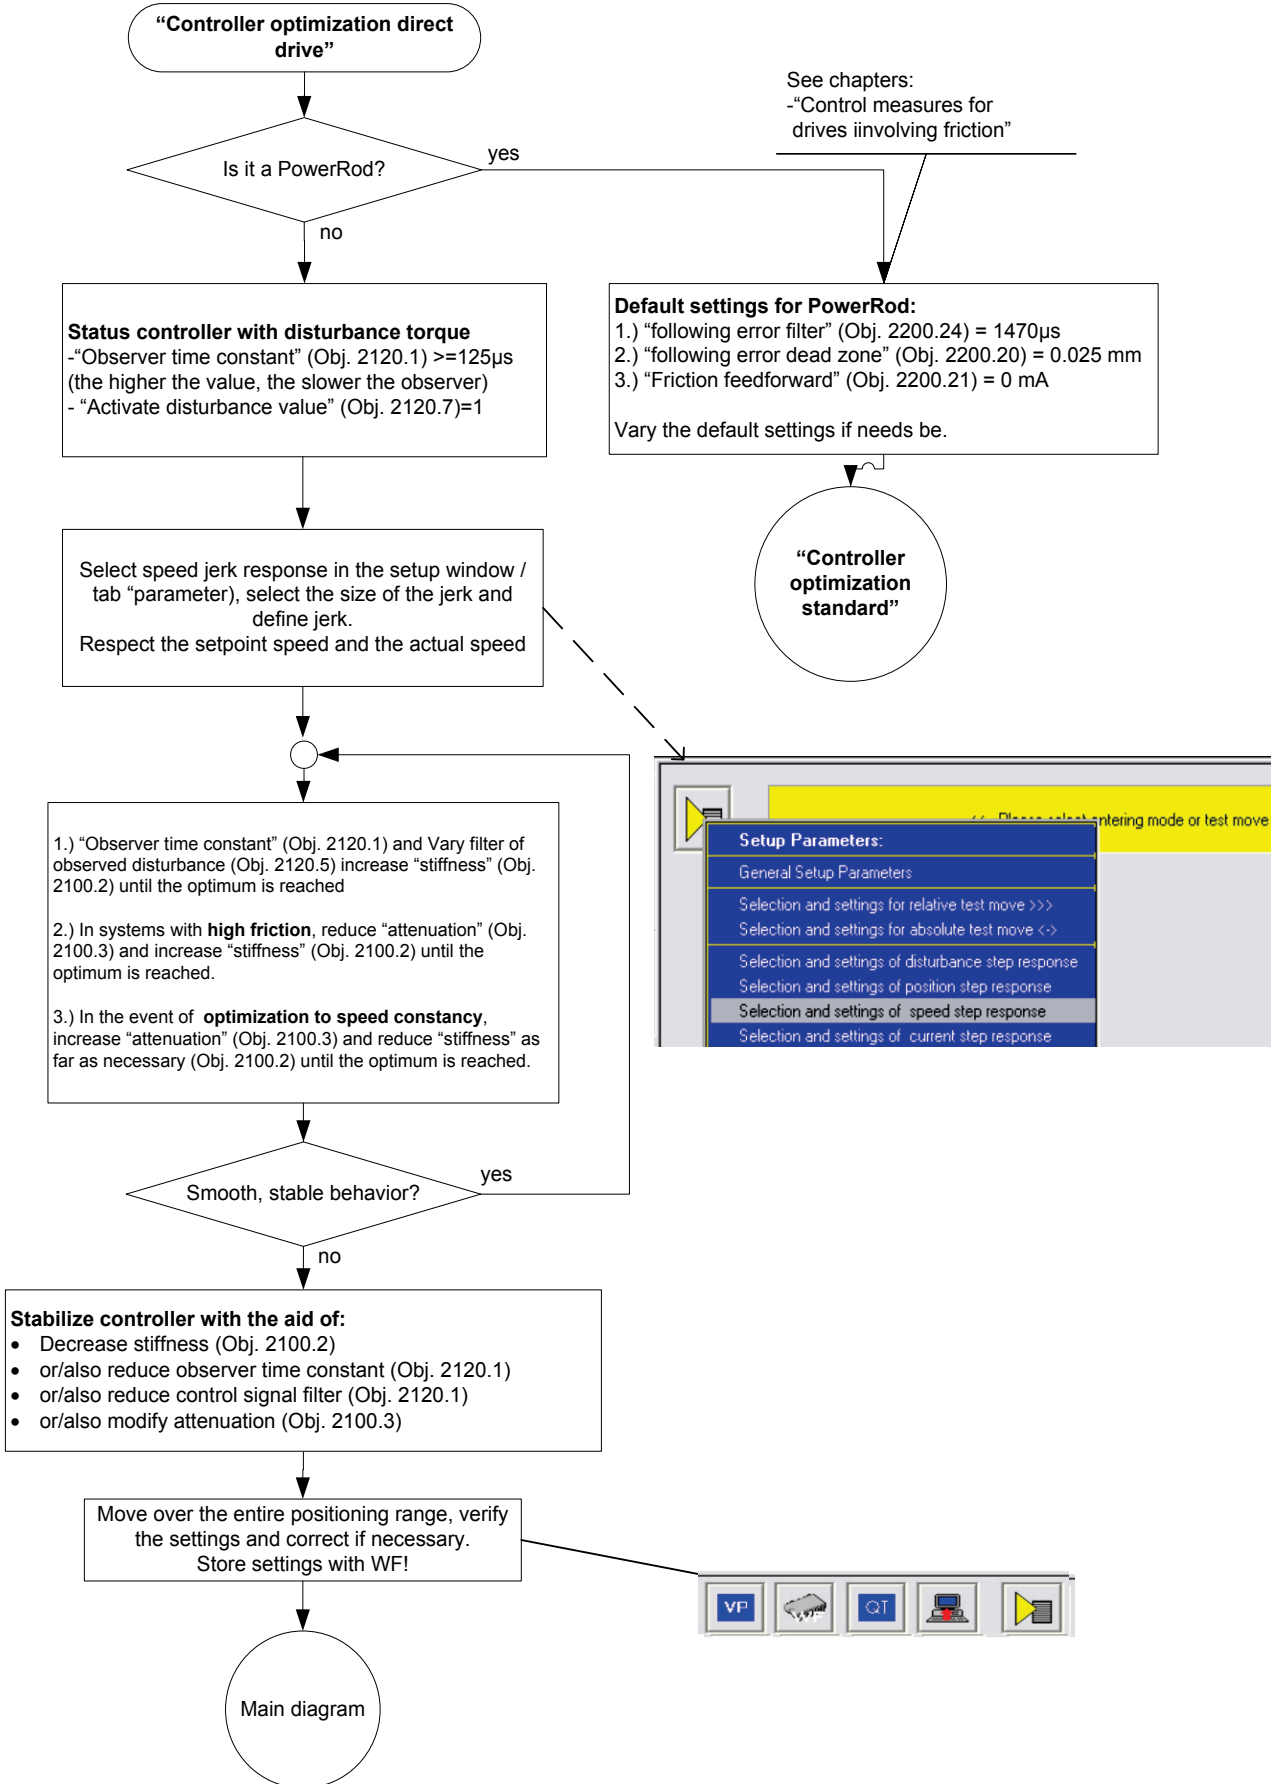 “Controller optimization direct
drive”
See chapters:
-“Control measures for
drives iinvolving friction”
Is it a PowerRod?
yes
no
Status controller with disturbance torque
-“Observer time constant” (Obj. 2120.1) >=125µs
(the higher the value, the slower the observer)
- “Activate disturbance value” (Obj. 2120.7)=1
Default settings for PowerRod:
1.) “following error filter” (Obj. 2200.24) = 1470µs
2.) “following error dead zone” (Obj. 2200.20) = 0.025 mm
3.) “Friction feedforward” (Obj. 2200.21) = 0 mA
Vary the default settings if needs be.
“Controller
optimization
standard”
Select speed jerk response in the setup window /
tab “parameter), select the size of the jerk and
define jerk.
Respect the setpoint speed and the actual speed
Please select entering mode or test move
Setup Parameters:
General Setup Parameters
Selection and settings for relative test move >>>
Selection and settings for absolute test move <->
Selection and settings of disturbance step response
Selection and settings of position step response
Selection and settings of speed step response
Selection and settings of current step response
1.) “Observer time constant” (Obj. 2120.1) and Vary filter of
observed disturbance (Obj. 2120.5) increase “stiffness” (Obj.
2100.2) until the optimum is reached
2.) In systems with high friction, reduce “attenuation” (Obj.
2100.3) and increase “stiffness” (Obj. 2100.2) until the
optimum is reached.
3.) In the event of optimization to speed constancy,
increase “attenuation” (Obj. 2100.3) and reduce “stiffness” as
far as necessary (Obj. 2100.2) until the optimum is reached.
Smooth, stable behavior?
yes
no
Stabilize controller with the aid of:
• Decrease stiffness (Obj. 2100.2)
• or/also reduce observer time constant (Obj. 2120.1)
• or/also reduce control signal filter (Obj. 2120.1)
• or/also modify attenuation (Obj. 2100.3)
Move over the entire positioning range, verify
the settings and correct if necessary.
Store settings with WF!
VP
WF
QT
Main diagram